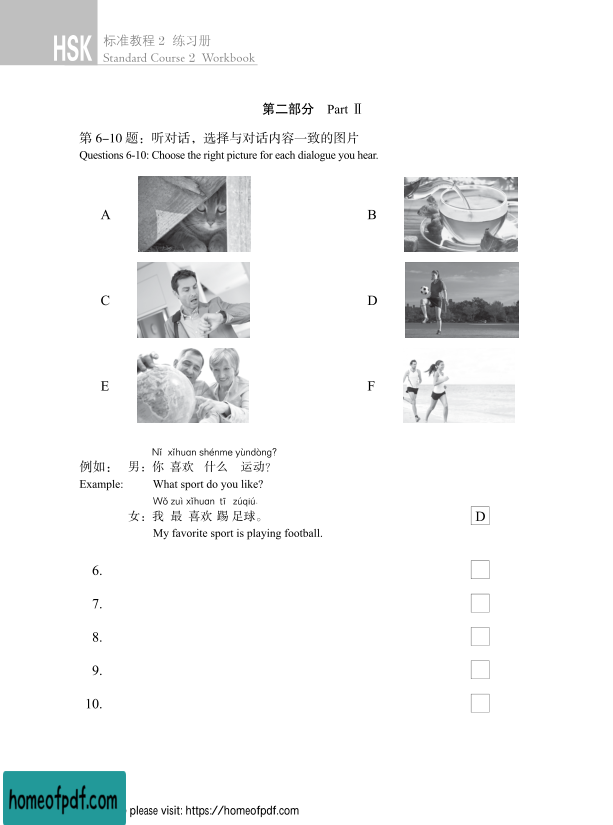 HSK
标准教程 2 练习册
Standard Course 2 Workbook
第二部分 Part Ⅱ
第 6–10 题：听对话，选择与对话内容一致的图片
Questions 6-10: Choose the right picture for each dialogue you hear.
A B
C D
E F
Nǐ xǐhuan shénme yùndòng?
例如： 男：你 喜欢 什么 运动？
Example: What sport do you like?
Wǒ zuì xǐhuan tī zúqiú.
女：我 最 喜欢 踢 足球。 D
My favorite sport is playing football.
6.
7.
8.
9.
10.
homeofpdf.com
please visit: https://homeofpdf.com